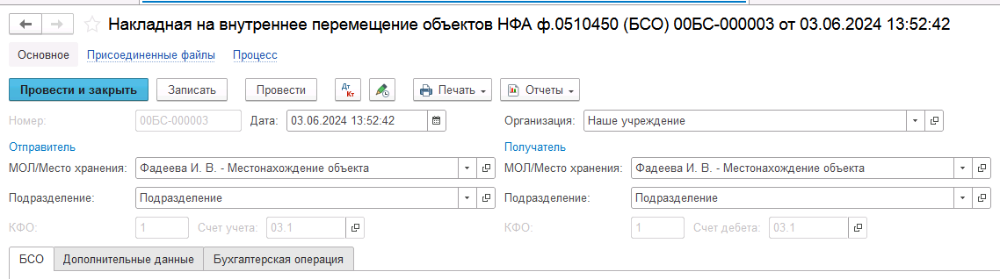 Накладная на внутреннее перемещение объектов НФА ф.0510450 (БСО) 00БС-000003 от 03.06.2024 13:52:42
Основное Присоединенные файлы Процесс
Провести и закрыть Записать Провести Дт Кт Печать Отчеты
Номер: 00БС-000003 Дата: 03.06.2024 13:52:42 Организация: Наше учреждение
Отправитель Получатель
МОЛ/Место хранения: Фадеева И. В. - Местонахождение объекта МОЛ/Место хранения: Фадеева И. В. - Местонахождение объекта
Подразделение: Подразделение Подразделение: Подразделение
КФО: 1 Счет учета: 03.1 КФО: 1 Счет дебета: 03.1
БСО Дополнительные данные Бухгалтерская операция